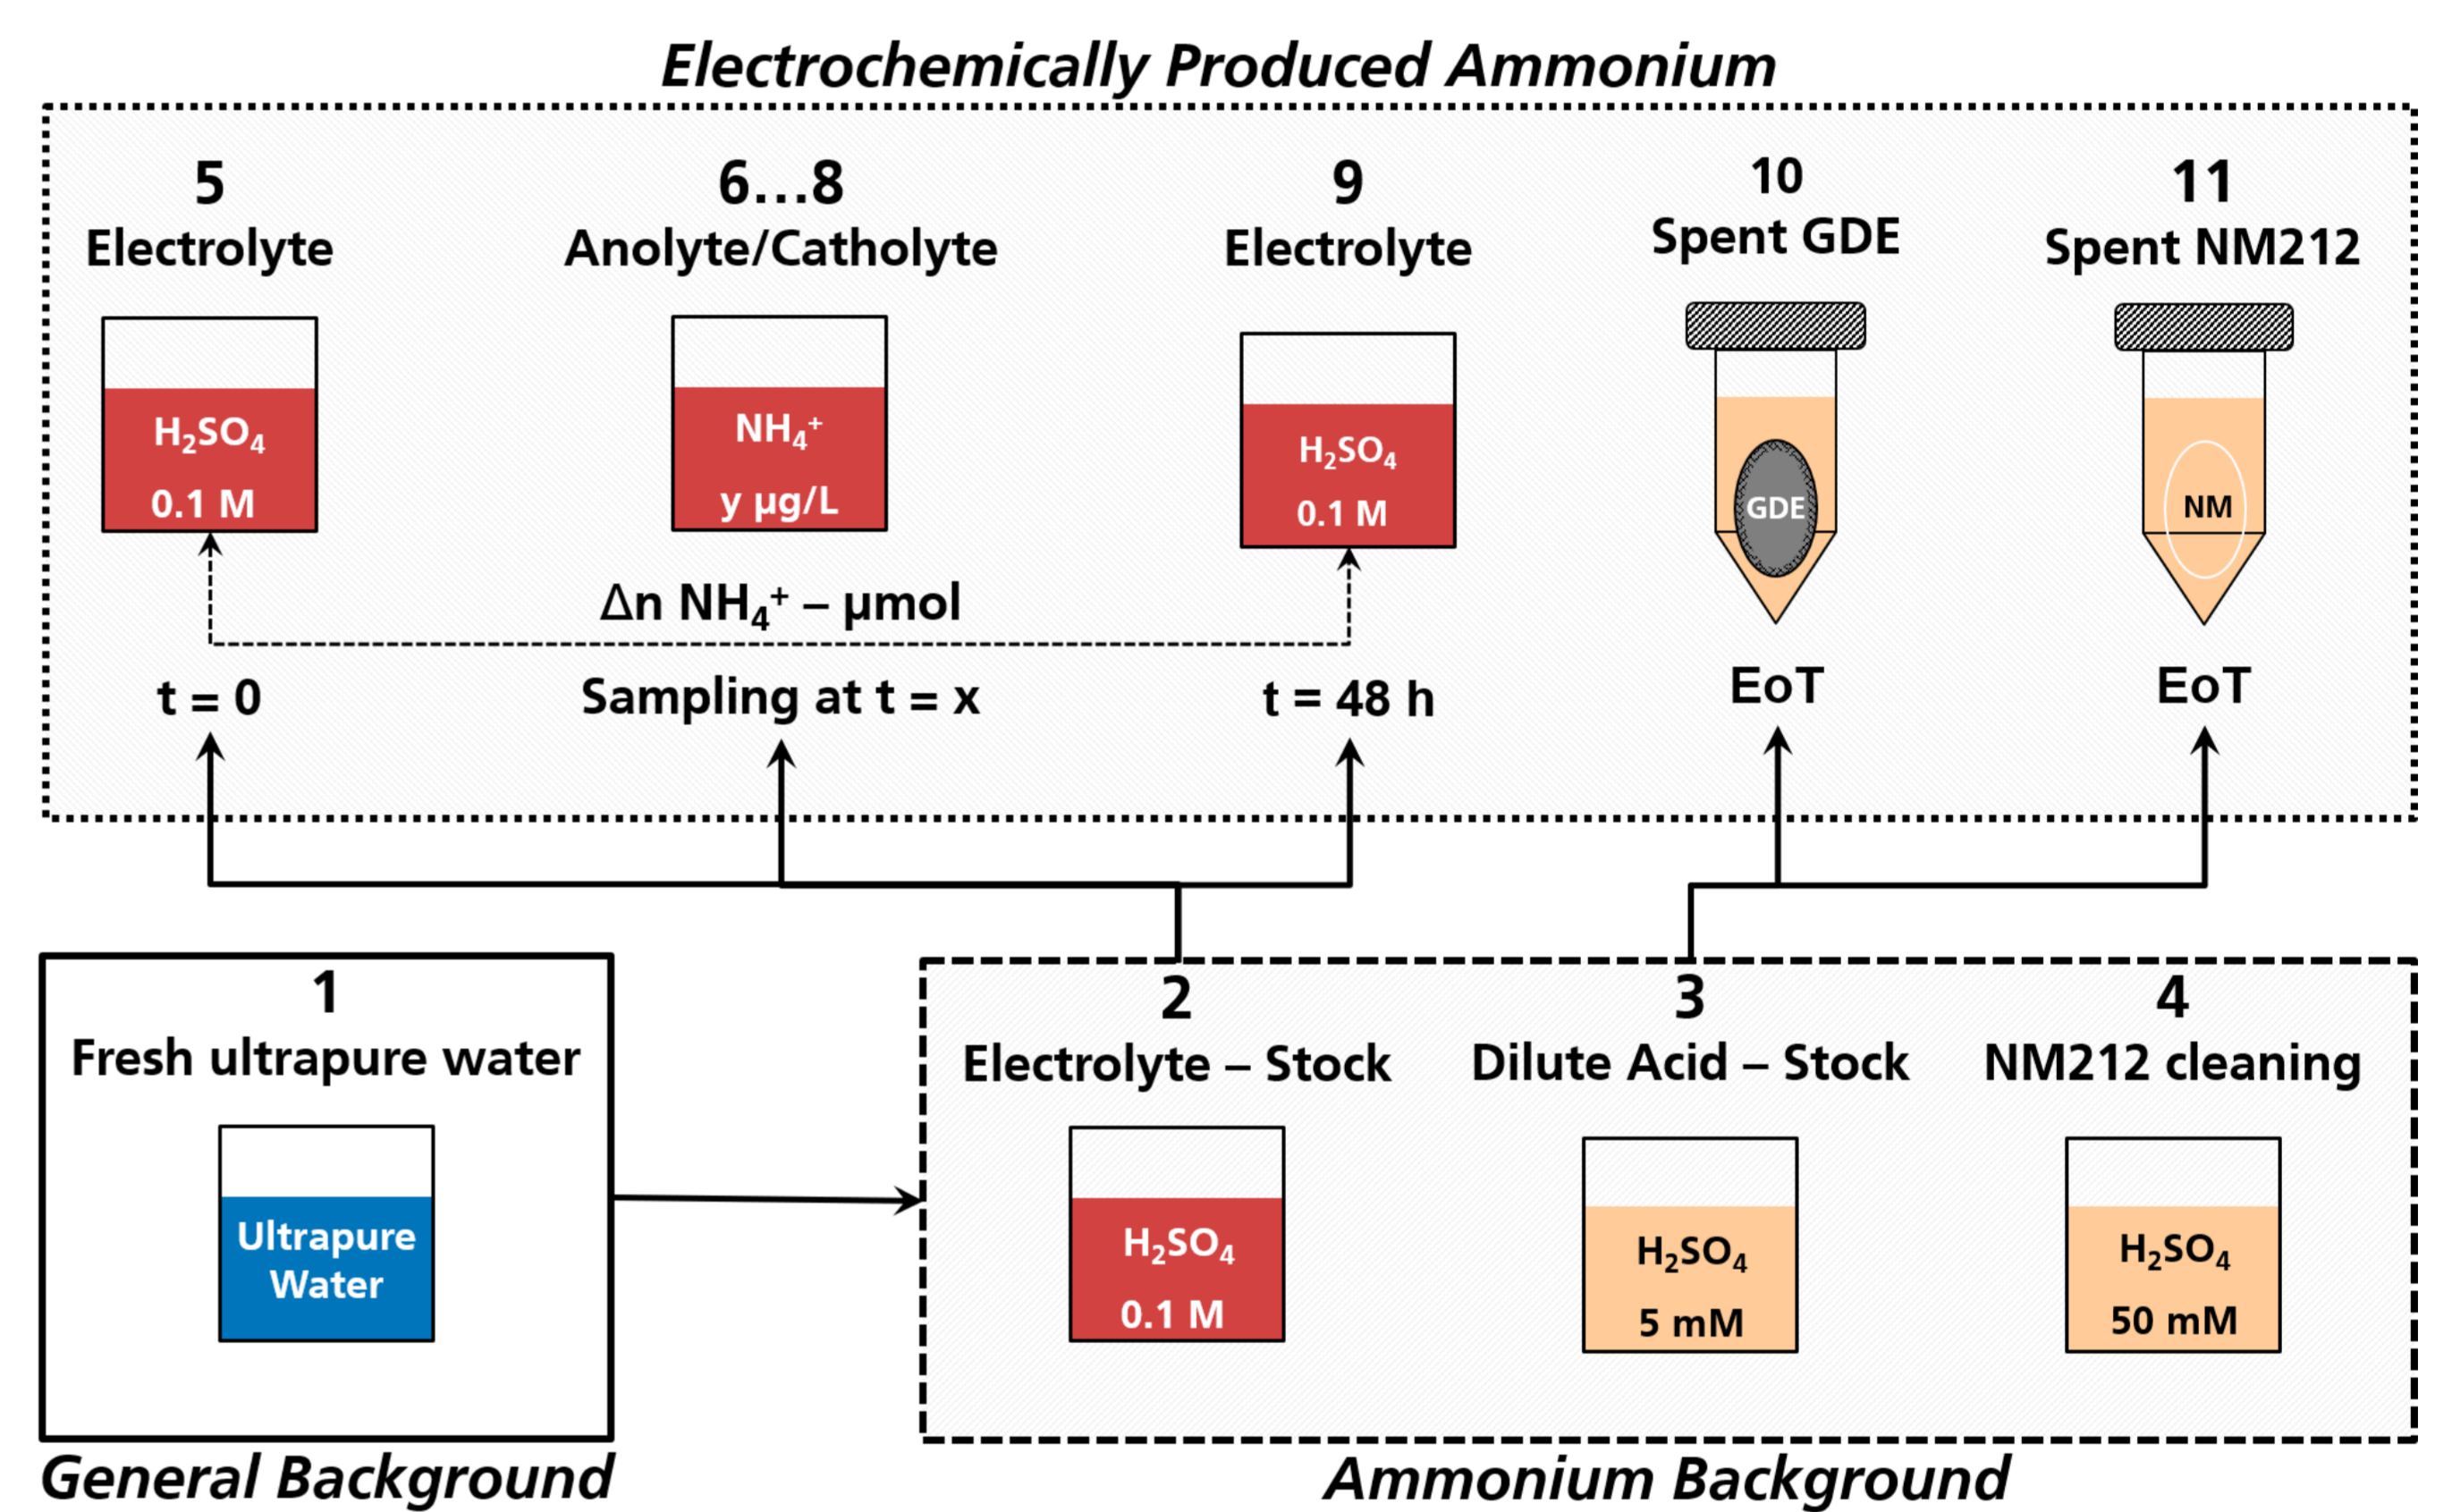 Electrochemically Produced Ammonium
5
Electrolyte
H₂SO₄
0.1 M
t = 0
6...8
Anolyte/Catholyte
NH₄⁺
y µg/L
Δn NH₄⁺ – µmol
Sampling at t = x
9
Electrolyte
H₂SO₄
0.1 M
t = 48 h
10
Spent GDE
GDE
EoT
11
Spent NM212
NM
EoT
1
Fresh ultrapure water
Ultrapure
Water
General Background
2
Electrolyte – Stock
H₂SO₄
0.1 M
3
Dilute Acid – Stock
H₂SO₄
5 mM
4
NM212 cleaning
H₂SO₄
50 mM
Ammonium Background